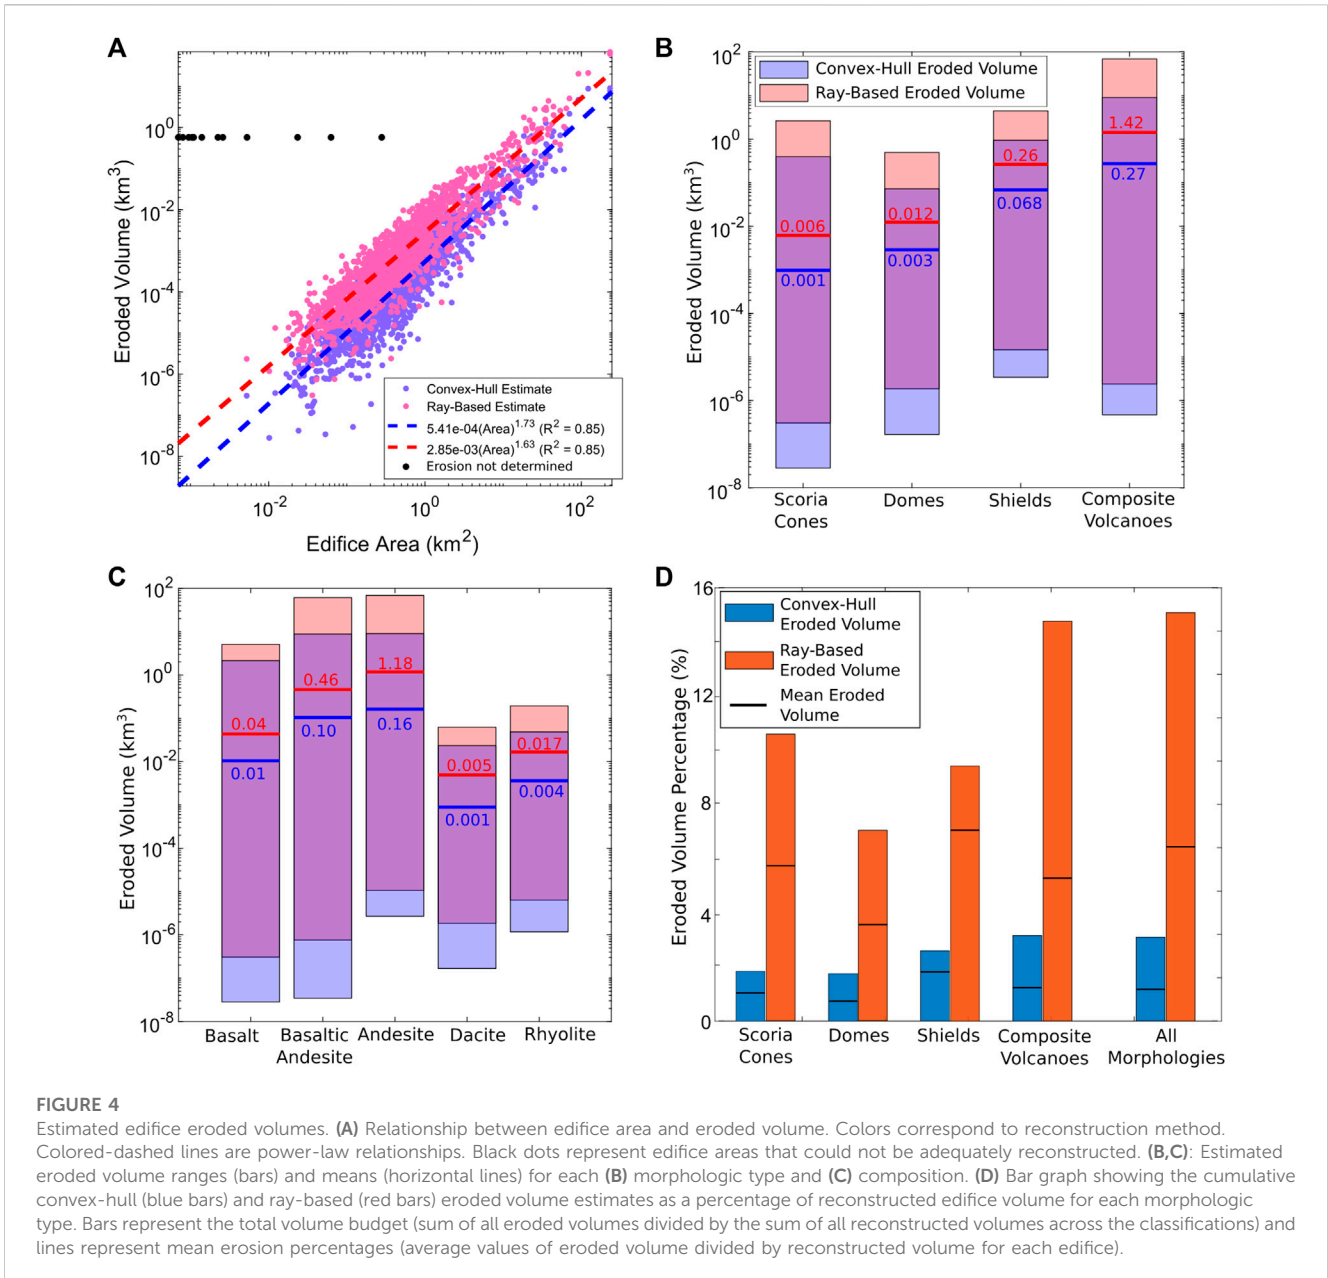 A
Eroded Volume (km3)
10^0
10^-2
10^-4
10^-6
10^-8
10^-2
10^0
10^2
Edifice Area (km2)
Convex-Hull Estimate
Ray-Based Estimate
5.41e-04(Area)^1.73 (R^2 = 0.85)
2.85e-03(Area)^1.63 (R^2 = 0.85)
Erosion not determined
B
Eroded Volume (km3)
10^2
10^0
10^-2
10^-4
10^-6
10^-8
Convex-Hull Eroded Volume
Ray-Based Eroded Volume
0.006
0.001
0.012
0.003
0.26
0.068
1.42
0.27
Scoria
Cones
Domes
Shields
Composite
Volcanoes
C
Eroded Volume (km3)
10^2
10^0
10^-2
10^-4
10^-6
10^-8
0.04
0.01
0.46
0.10
1.18
0.16
0.005
0.001
0.017
0.004
Basalt
Basaltic
Andesite
Andesite
Dacite
Rhyolite
D
Eroded Volume Percentage (%)
16
12
8
4
0
Convex-Hull
Eroded Volume
Ray-Based
Eroded Volume
Mean Eroded
Volume
Scoria
Cones
Domes
Shields
Composite
Volcanoes
All
Morphologies
FIGURE 4
Estimated edifice eroded volumes. (A) Relationship between edifice area and eroded volume. Colors correspond to reconstruction method.
Colored-dashed lines are power-law relationships. Black dots represent edifice areas that could not be adequately reconstructed. (B,C): Estimated
eroded volume ranges (bars) and means (horizontal lines) for each (B) morphologic type and (C) composition. (D) Bar graph showing the cumulative
convex-hull (blue bars) and ray-based (red bars) eroded volume estimates as a percentage of reconstructed edifice volume for each morphologic
type. Bars represent the total volume budget (sum of all eroded volumes divided by the sum of all reconstructed volumes across the classifications) and
lines represent mean erosion percentages (average values of eroded volume divided by reconstructed volume for each edifice).